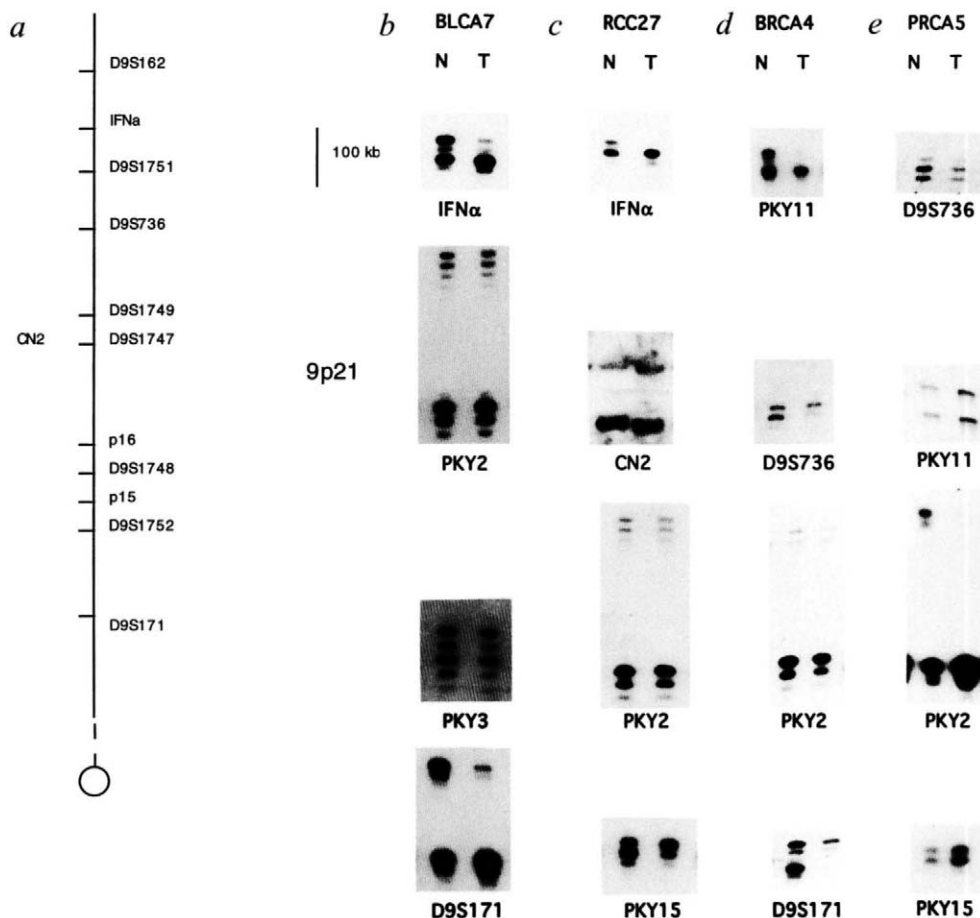 a
D9S162
IFNa
D9S1751
D9S736
D9S1749
CN2 D9S1747
p16
D9S1748
p15
D9S1752
D9S171
100 kb
9p21
b BLCA7
N T
IFNα
PKY2
PKY3
D9S171
c RCC27
N T
IFNα
CN2
PKY2
PKY15
d BRCA4
N T
PKY11
D9S736
PKY2
D9S171
e PRCA5
N T
D9S736
PKY11
PKY2
PKY15